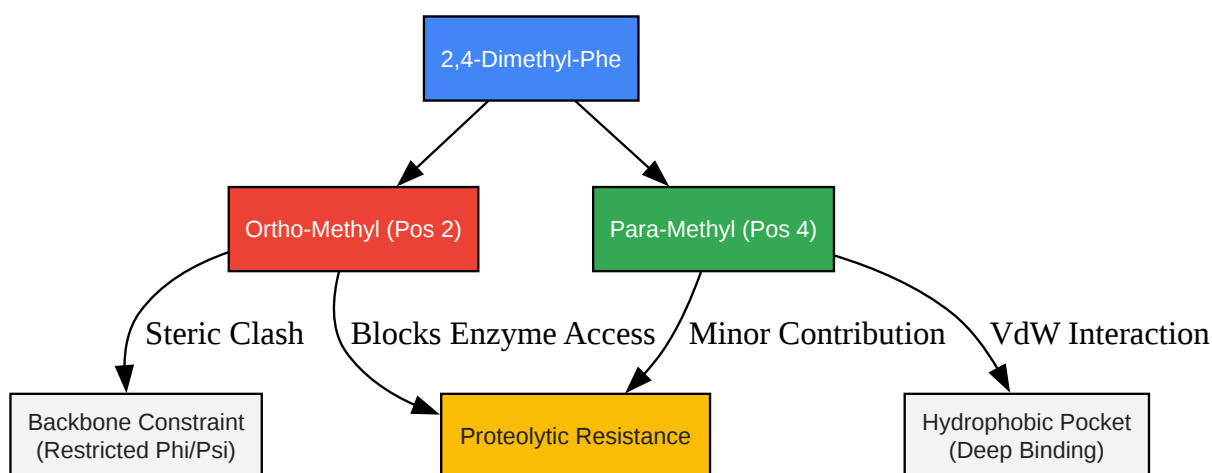 2,4-Dimethyl-Phe
Ortho-Methyl (Pos 2)
Para-Methyl (Pos 4)
Steric Clash
Blocks Enzyme Access
Minor Contribution
VdW Interaction
Backbone Constraint
(Restricted Phi/Psi)
Proteolytic Resistance
Hydrophobic Pocket
(Deep Binding)